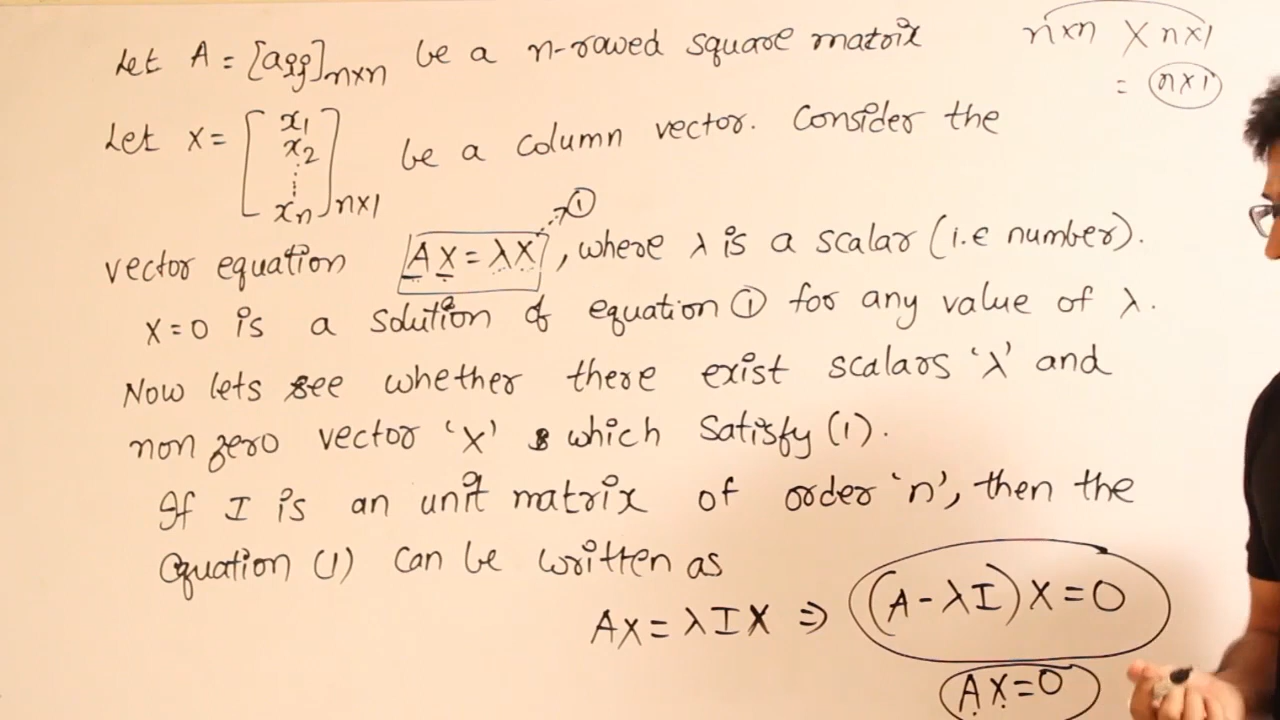 Let A = [aij]n×n be a n-rowed square matrix
n×n × n×1
= n×1
Let X = [x1 x2 ⋮ xn]n×1 be a column vector. Consider the
vector equation AX = λX, where λ is a scalar (i.e number).
①
X=0 is a solution of equation ① for any value of λ.
Now lets see whether there exist scalars 'λ' and
non zero vector 'X' which satisfy (1).
If I is an unit matrix of order 'n', then the
equation (1) can be written as
AX = λIX ⇒ (A-λI)X=0
AX=0